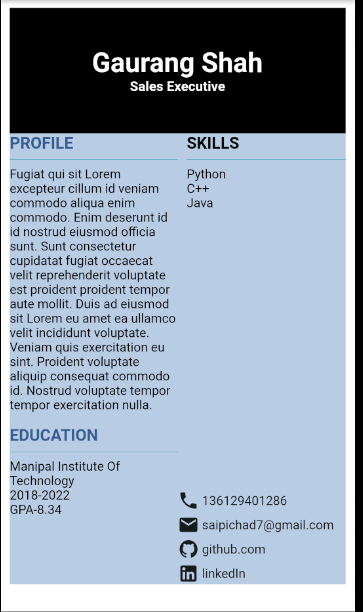 Gaurang Shah
Sales Executive
PROFILE
Fugiat qui sit Lorem
excepteur cillum id veniam
commodo aliqua enim
commodo. Enim deserunt id
id nostrud eiusmod officia
sunt. Sunt consectetur
cupidatat fugiat occaecat
velit reprehenderit voluptate
est proident proident tempor
aute mollit. Duis ad eiusmod
sit Lorem eu amet ea ullamco
velit incididunt voluptate.
Veniam quis exercitation eu
sint. Proident voluptate
aliquip consequat commodo
id. Nostrud voluptate tempor
tempor exercitation nulla.
EDUCATION
Manipal Institute Of
Technology
2018-2022
GPA-8.34
SKILLS
Python
C++
Java
136129401286
saipichad7@gmail.com
github.com
linkedIn